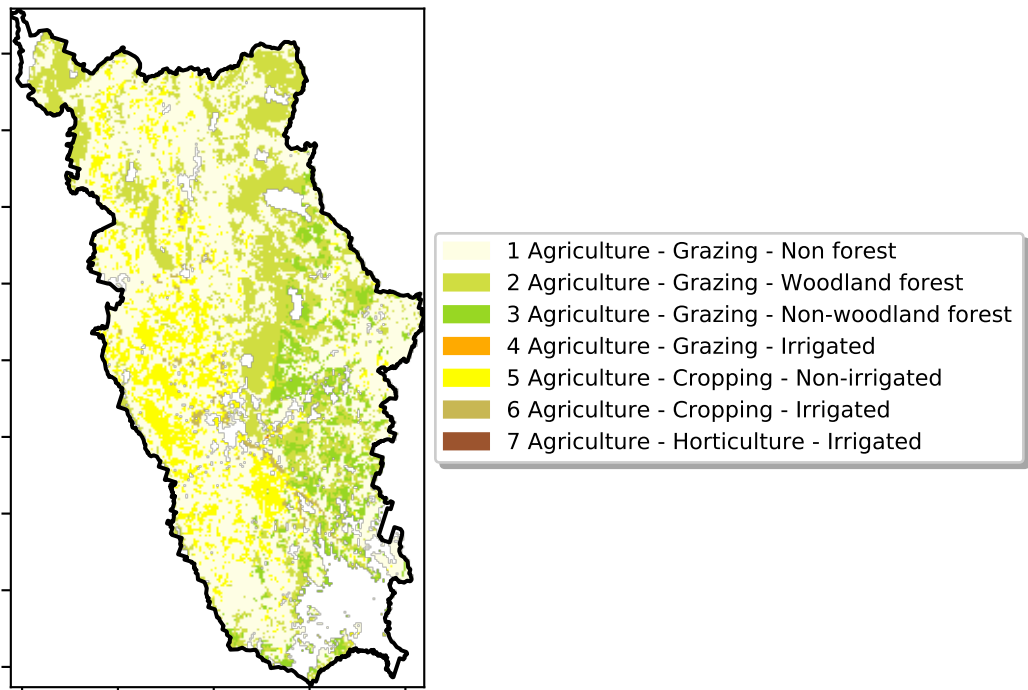 1 Agriculture - Grazing - Non forest
2 Agriculture - Grazing - Woodland forest
3 Agriculture - Grazing - Non-woodland forest
4 Agriculture - Grazing - Irrigated
5 Agriculture - Cropping - Non-irrigated
6 Agriculture - Cropping - Irrigated
7 Agriculture - Horticulture - Irrigated